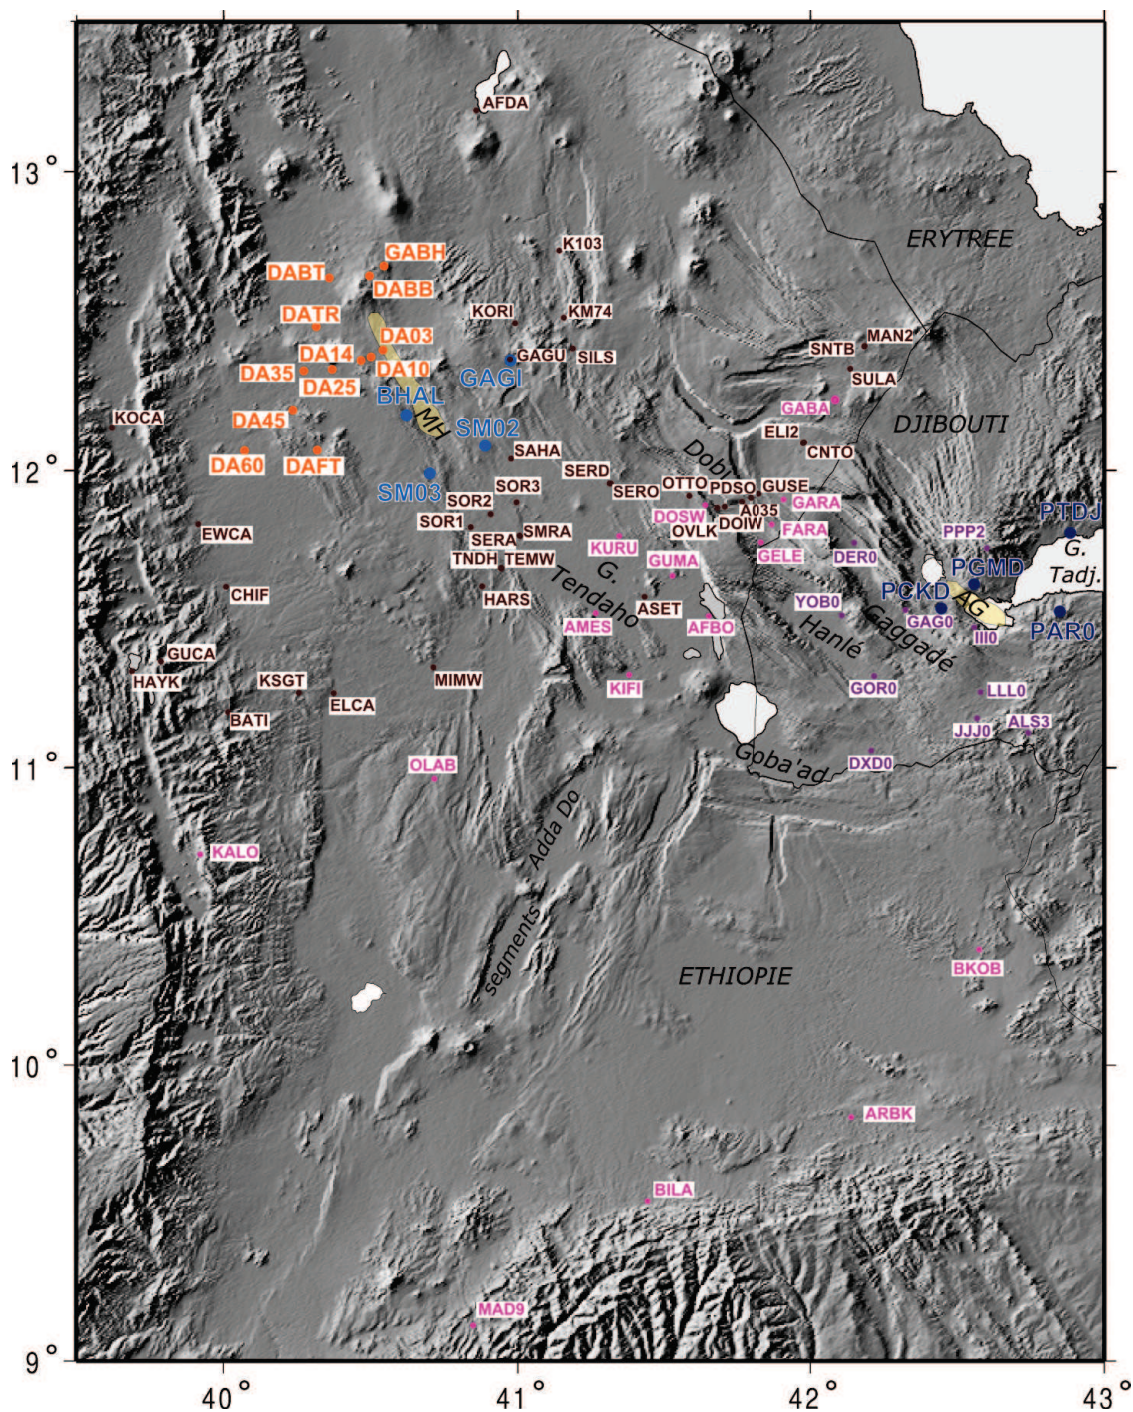 AFDA
13°
ERYTREE
K103
GABH
DABT
DABB
KORI
KM74
DATR
DA03
MAN2
SNTB
DA14
GAGU
SILS
DA35
DA10
GAGI
SULA
DA25
BHAL
GABA
KOCA
DA45
MH
SM02
DJIBOUTI
ELI2
CNTO
SAHA
DA60
DAFT
SERD
Dobi
12°
SM03
SOR3
SERO
OTTO
PDSO
GUSE
SOR2
DOSW
A035
GARA
SOR1
OVLK
DOIW
FARA
PTDJ
EWCA
SERA
SMRA
KURU
GELE
DER0
PPP2
G.
Tadj.
TNDH
TEMW
GUMA
G.
Tendaho
PGMD
CHIF
HARS
ASET
YOB0
PCKD
AG
AMES
AFBO
Hanlé
Gaggadé
GAG0
III0
PAR0
GUCA
HAYK
KSGT
MIMW
KIFI
GOR0
LLL0
ELCA
BATI
JJJ0
ALS3
OLAB
Goba'ad
DXD0
11°
segments Adda Do
KALO
ETHIOPIE
BKOB
10°
ARBK
BILA
MAD9
9°
40°
41°
42°
43°